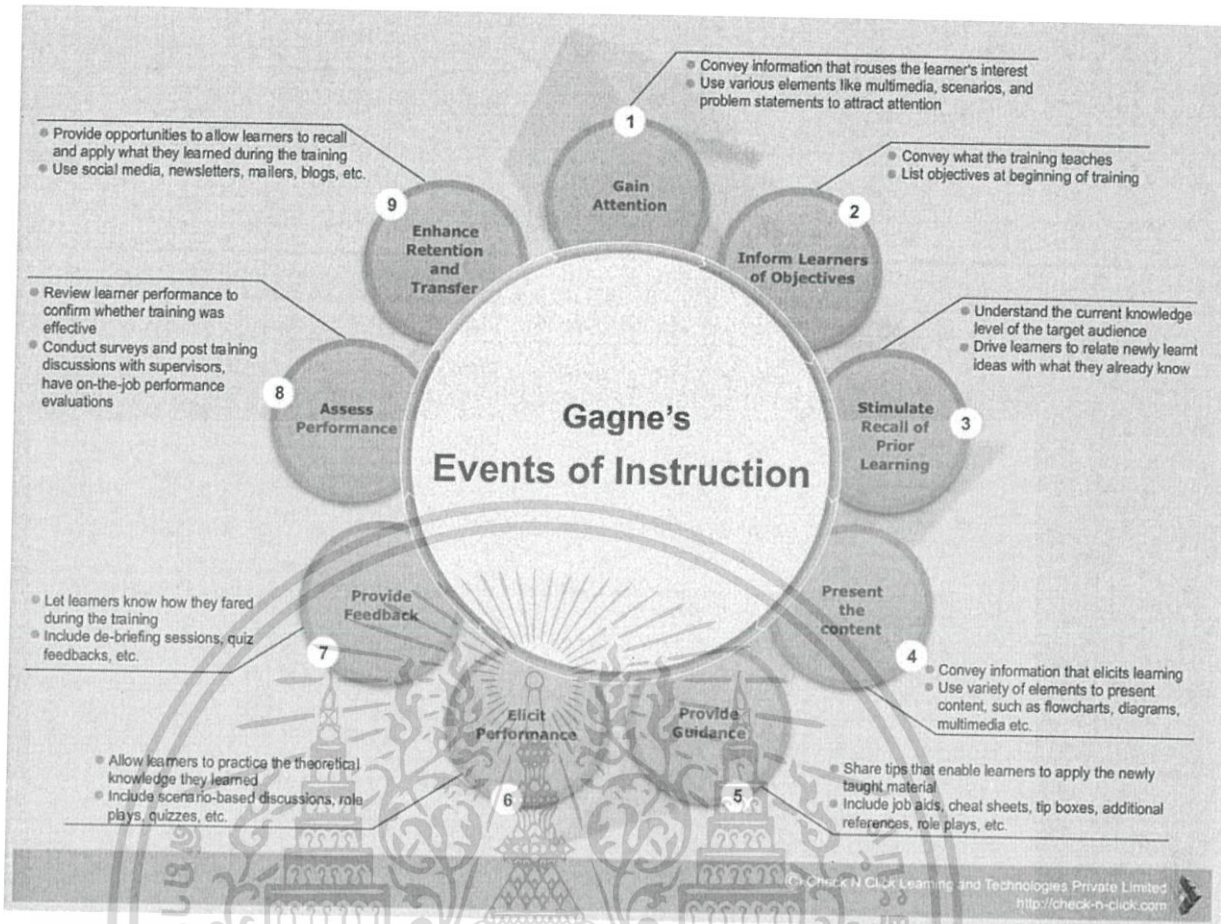 Gagne's
Events of Instruction
1
Gain
Attention
Convey information that rouses the learner's interest
Use various elements like multimedia, scenarios, and
problem statements to attract attention
2
Inform Learners
of Objectives
Convey what the training teaches
List objectives at beginning of training
3
Stimulate
Recall of
Prior
Learning
Understand the current knowledge
level of the target audience
Drive learners to relate newly learnt
ideas with what they already know
4
Present
the
content
Convey information that elicits learning
Use variety of elements to present
content, such as flowcharts, diagrams,
multimedia etc.
5
Provide
Guidance
Share tips that enable learners to apply the newly
taught material
Include job aids, cheat sheets, tip boxes, additional
references, role plays, etc.
6
Elicit
Performance
Allow learners to practice the theoretical
knowledge they learned
Include scenario-based discussions, role
plays, quizzes, etc.
7
Provide
Feedback
Let learners know how they fared
during the training
Include de-briefing sessions, quiz
feedbacks, etc.
8
Assess
Performance
Review learner performance to
confirm whether training was
effective
Conduct surveys and post training
discussions with supervisors,
have on-the-job performance
evaluations
9
Enhance
Retention
and
Transfer
Provide opportunities to allow learners to recall
and apply what they learned during the training
Use social media, newsletters, mailers, blogs, etc.
(C) Check N Click Learning and Technologies Private Limited
http://check-n-click.com